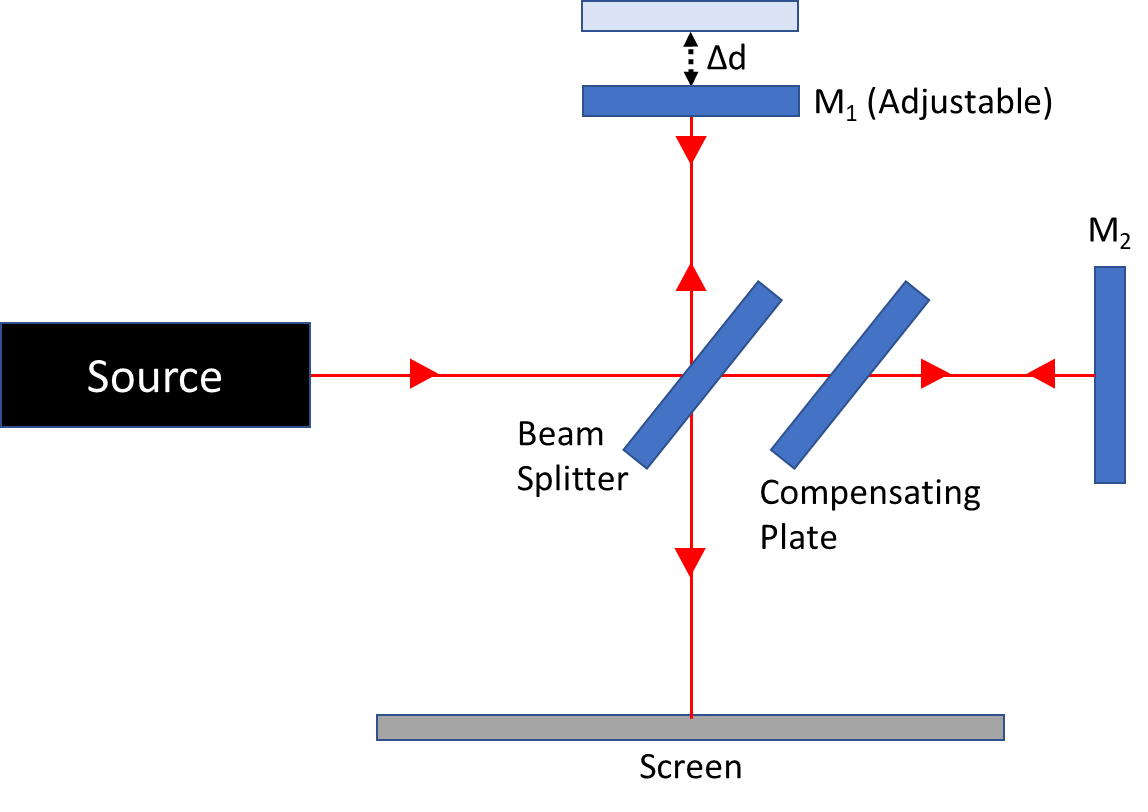 Δd
M₁ (Adjustable)
M₂
Source
Beam
Splitter
Compensating
Plate
Screen